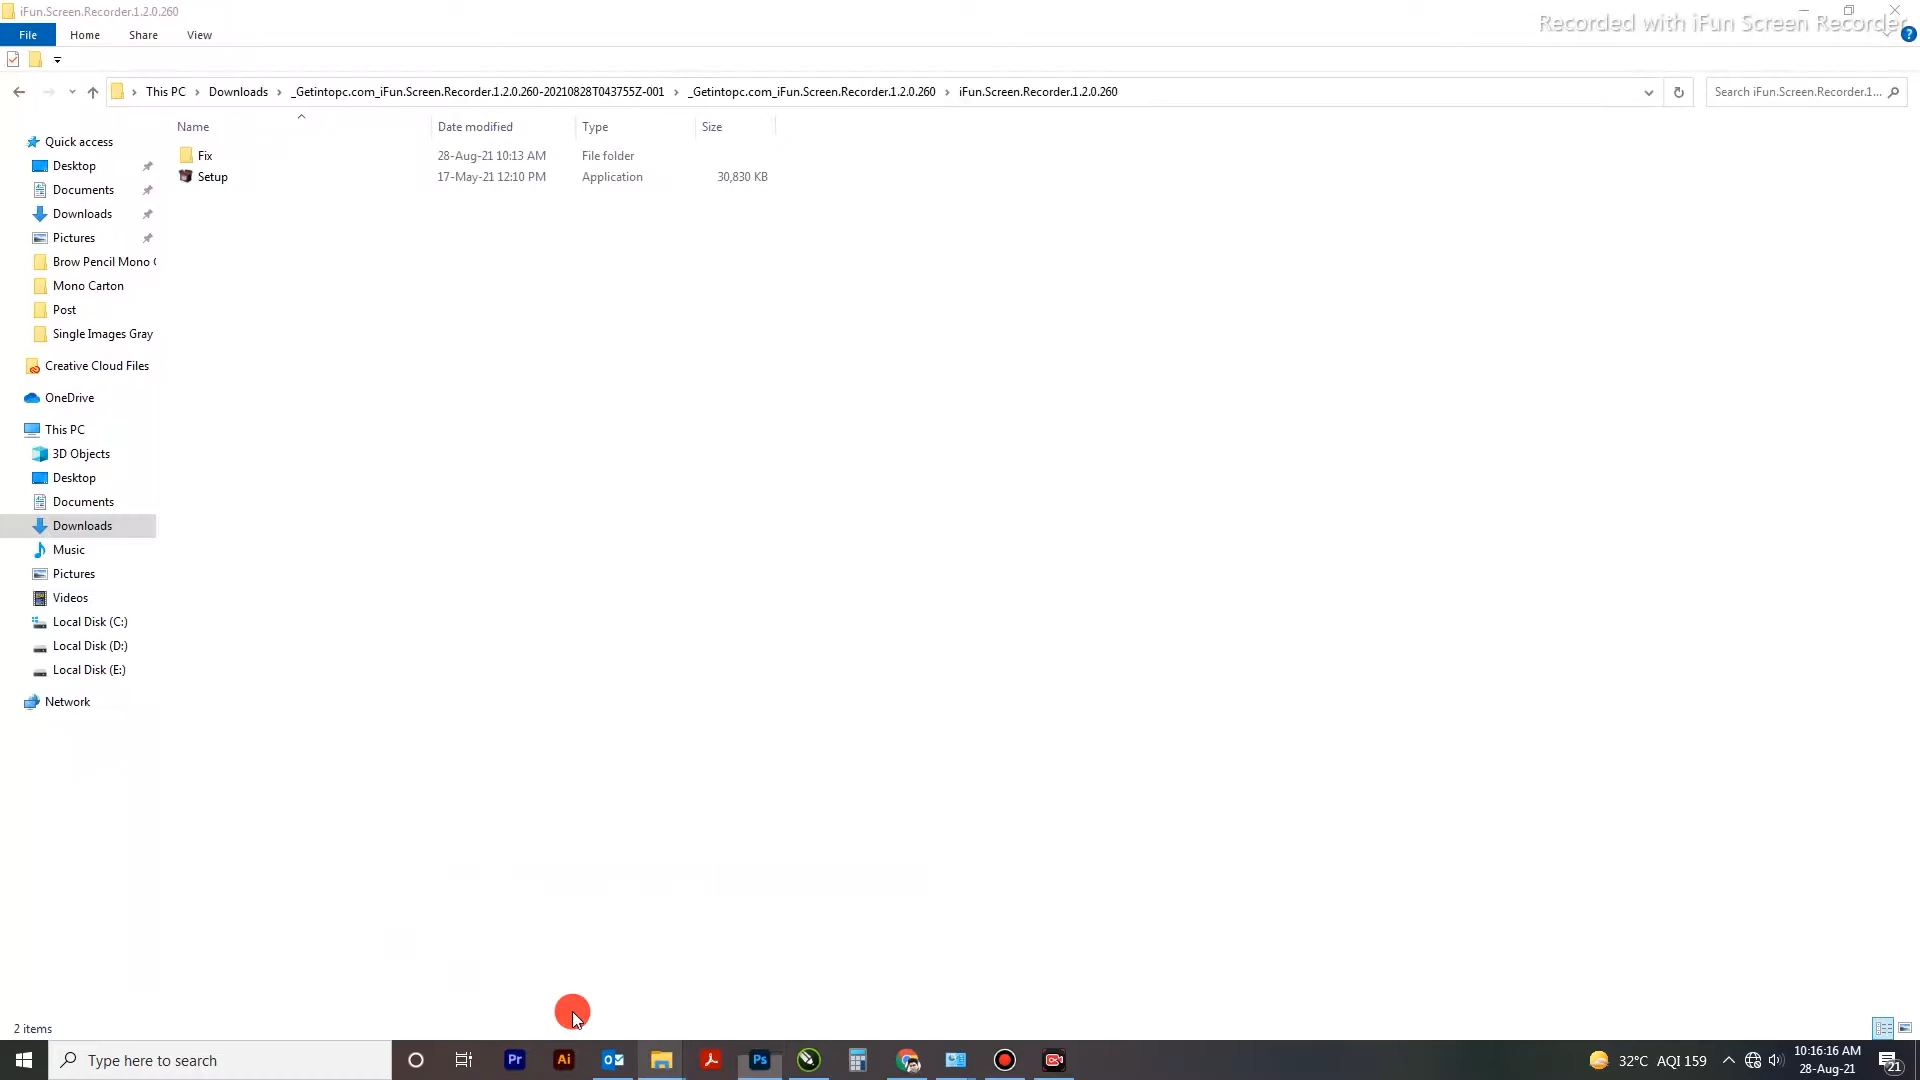 iFun.Screen.Recorder.1.2.0.260
Recorded with iFun Screen Recorder
File Home Share View
This PC Downloads _Getintopc.com_iFun.Screen.Recorder.1.2.0.260-20210828T043755Z-001 _Getintopc.com_iFun.Screen.Recorder.1.2.0.260 iFun.Screen.Recorder.1.2.0.260
Search iFun.Screen.Recorder.1...
Name Date modified Type Size
Fix 28-Aug-21 10:13 AM File folder
Setup 17-May-21 12:10 PM Application 30,830 KB
Quick access
Desktop
Documents
Downloads
Pictures
Brow Pencil Mono C
Mono Carton
Post
Single Images Gray
Creative Cloud Files
OneDrive
This PC
3D Objects
Desktop
Documents
Downloads
Music
Pictures
Videos
Local Disk (C:)
Local Disk (D:)
Local Disk (E:)
Network
2 items
Type here to search
Pr
Ai
Ps
32°C AQI 159
10:16:16 AM
28-Aug-21
21